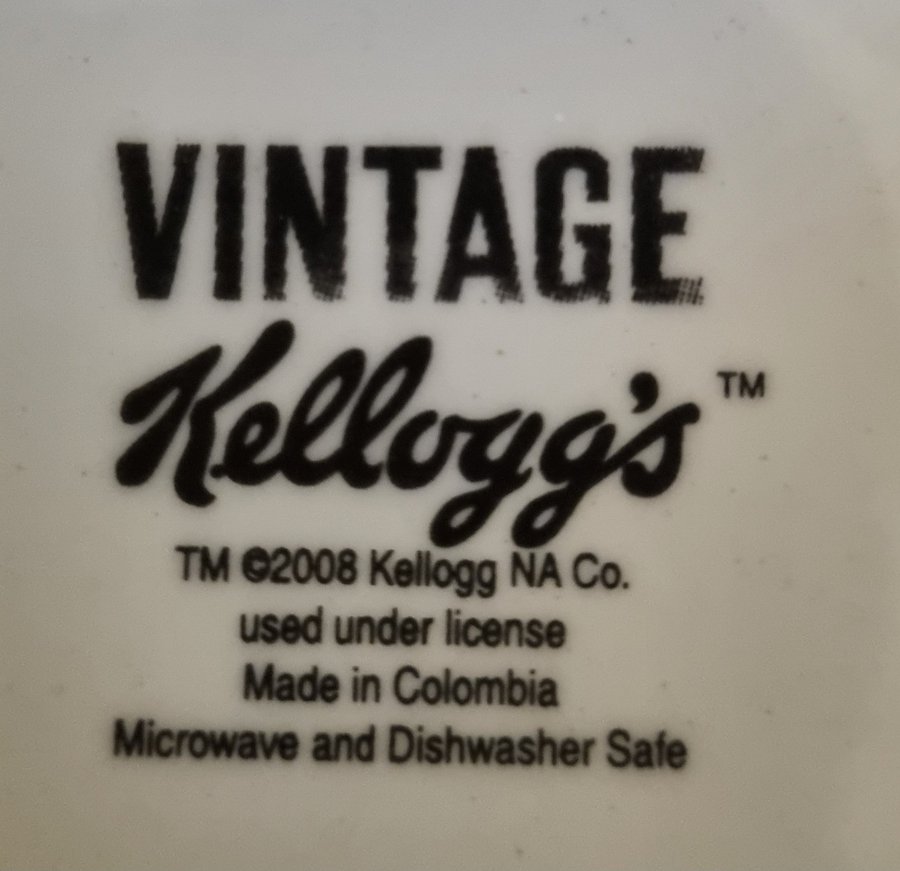 VINTAGE
Kellogg's™
TM ©2008 Kellogg NA Co.
used under license
Made in Colombia
Microwave and Dishwasher Safe